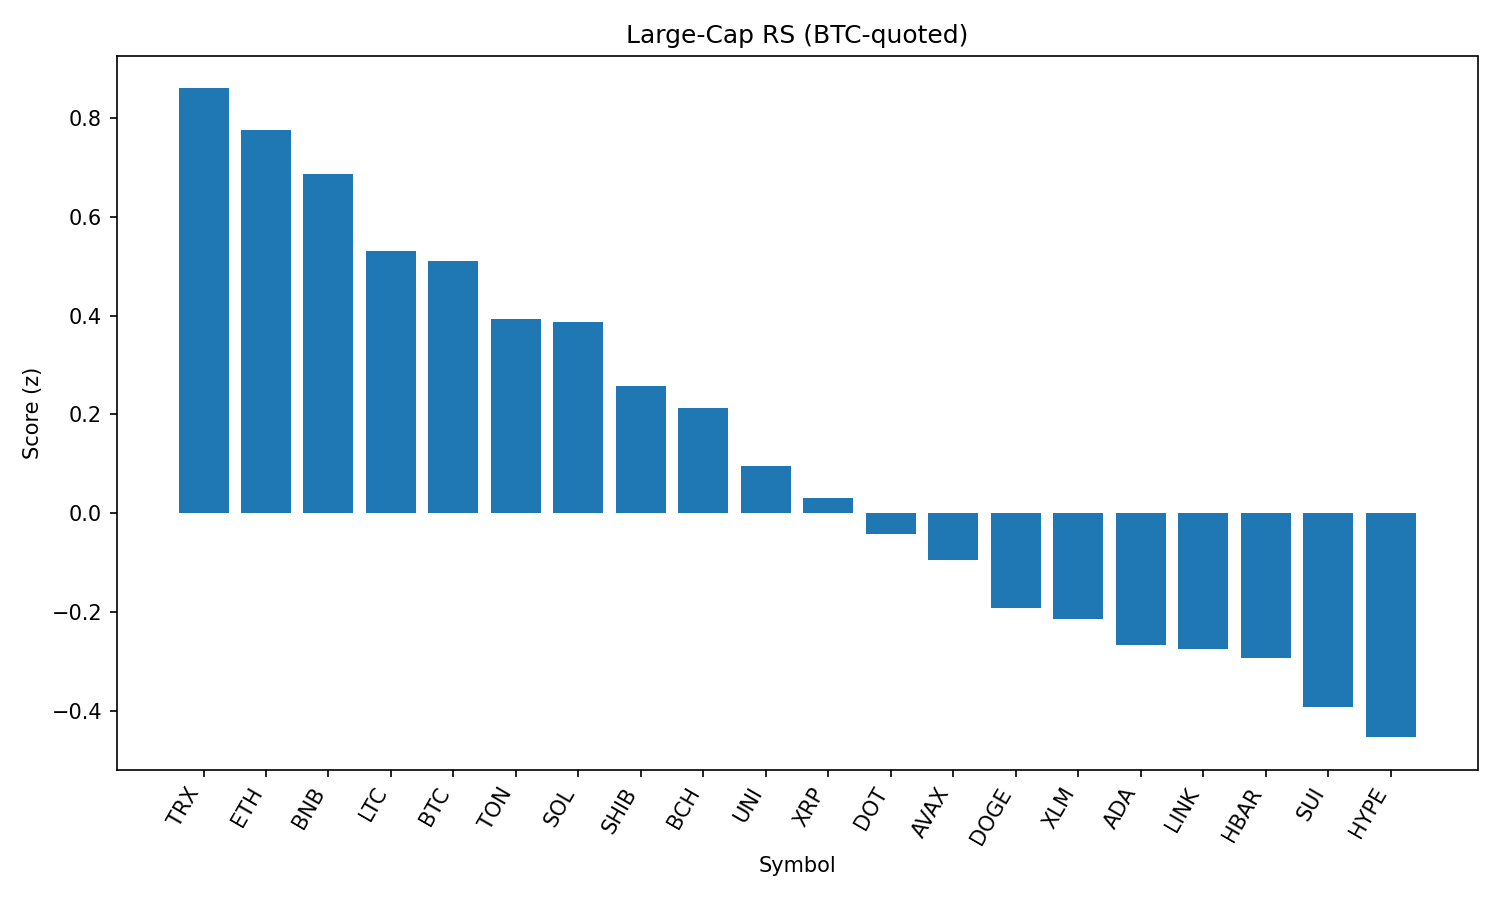 Large-Cap RS (BTC-quoted)
Score (z)
0.8
0.6
0.4
0.2
0.0
−0.2
−0.4
TRX
ETH
BNB
LTC
BTC
TON
SOL
SHIB
BCH
UNI
XRP
DOT
AVAX
DOGE
XLM
ADA
LINK
HBAR
SUI
HYPE
Symbol